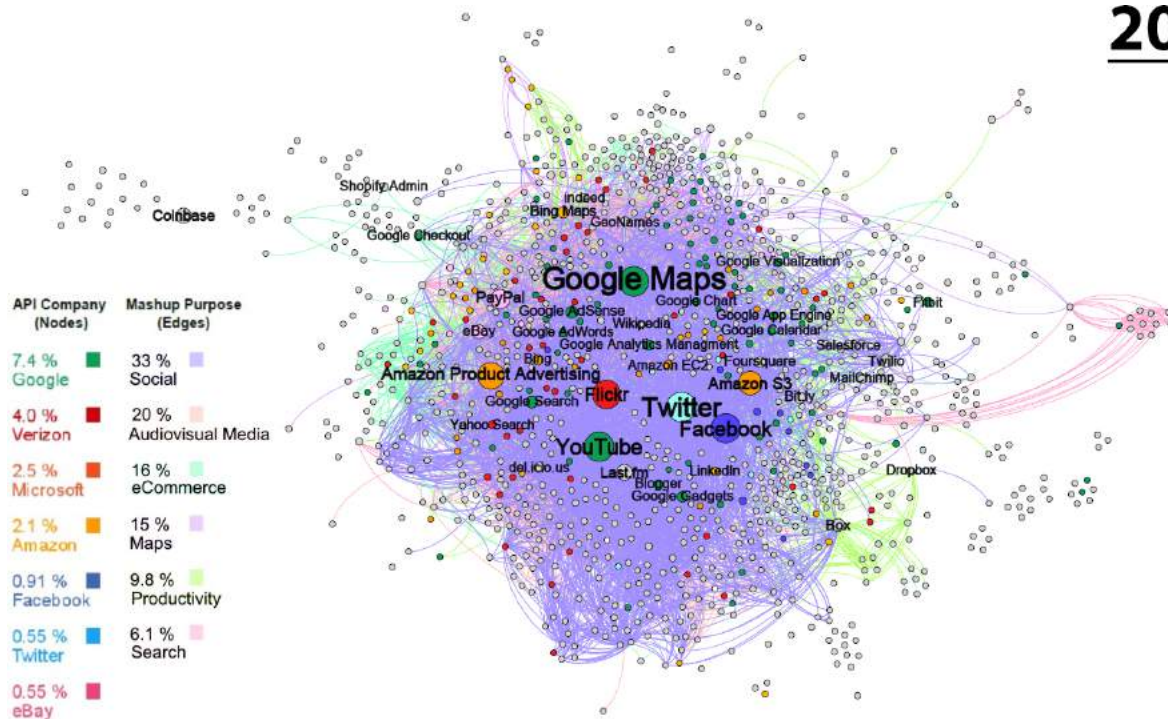 20
Shopify Admin
Coinbase
Google Checkout
Indeed
Bing Maps
GeoNames
Google Visualization
Google Maps
PayPal
Google Chart
Fitbit
Google AdSense
Google App Engine
eBay
Google AdWords
Wikipedia
Google Calendar
Google Analytics Managment
Salesforce
Bing
Amazon EC2
Foursquare
Twilio
Amazon Product Advertising
MailChimp
Flickr
Amazon S3
Google Search
Twitter
Bit.ly
Yahoo Search
Facebook
YouTube
del.icio.us
Last.fm
LinkedIn
Dropbox
Blogger
Google Gadgets
Box
API Company
(Nodes)
Mashup Purpose
(Edges)
7.4 %
Google
33 %
Social
4.0 %
Verizon
20 %
Audiovisual Media
2.5 %
Microsoft
16 %
eCommerce
2.1 %
Amazon
15 %
Maps
0.91 %
Facebook
9.8 %
Productivity
0.55 %
Twitter
6.1 %
Search
0.55 %
eBay